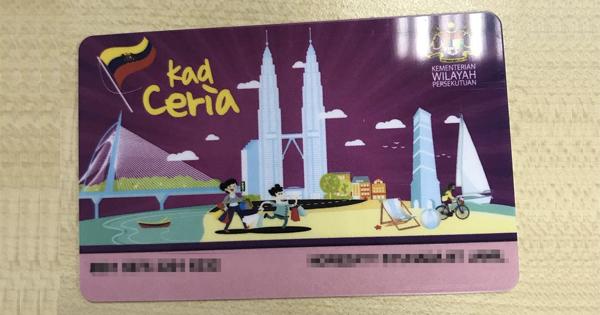 kad
Ceria
KEMENTERIAN
WILAYAH
PERSEKUTUAN